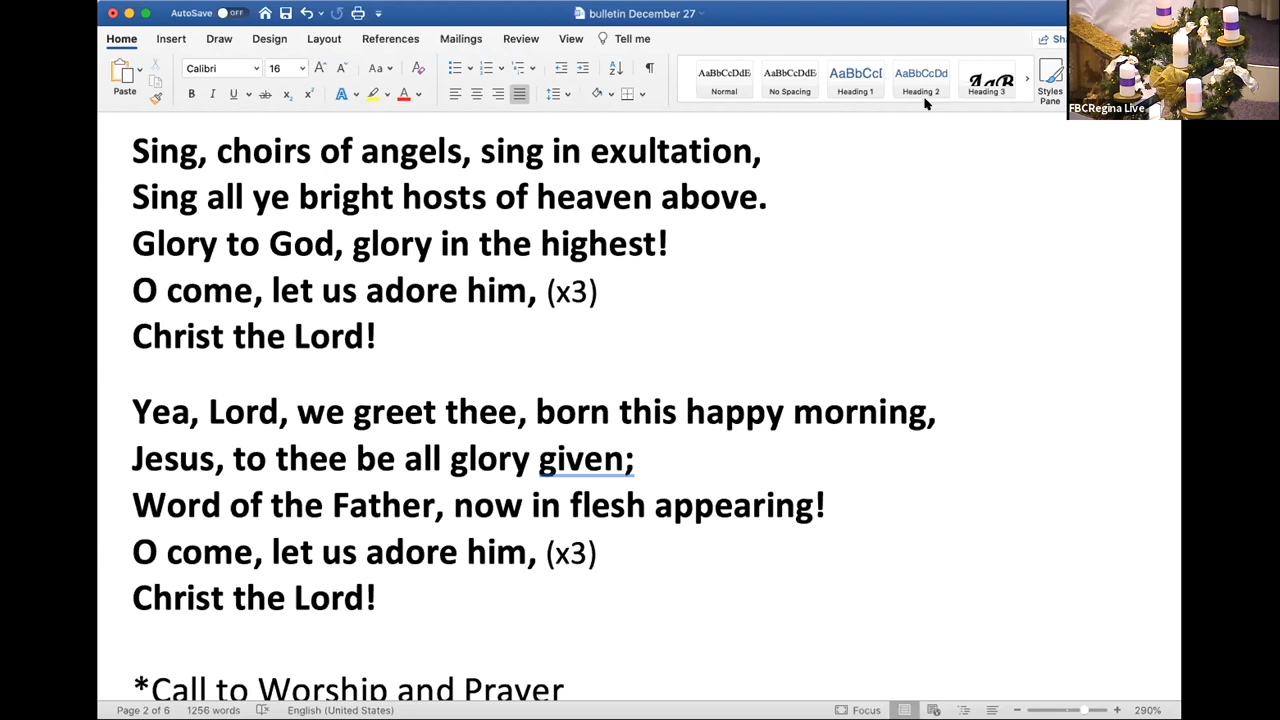 AutoSave OFF bulletin December 27
Home Insert Draw Design Layout References Mailings Review View Tell me
Paste Calibri 16 AaBbCcDdE AaBbCcDdE AaBbCcDd AaBb
Normal No Spacing Heading 1 Heading 2 Heading 3 Styles Pane
FBCRegina Live
Sing, choirs of angels, sing in exultation,
Sing all ye bright hosts of heaven above.
Glory to God, glory in the highest!
O come, let us adore him, (x3)
Christ the Lord!
Yea, Lord, we greet thee, born this happy morning,
Jesus, to thee be all glory given;
Word of the Father, now in flesh appearing!
O come, let us adore him, (x3)
Christ the Lord!
*Call to Worship and Prayer
Page 2 of 6 1256 words English (United States) Focus 290%